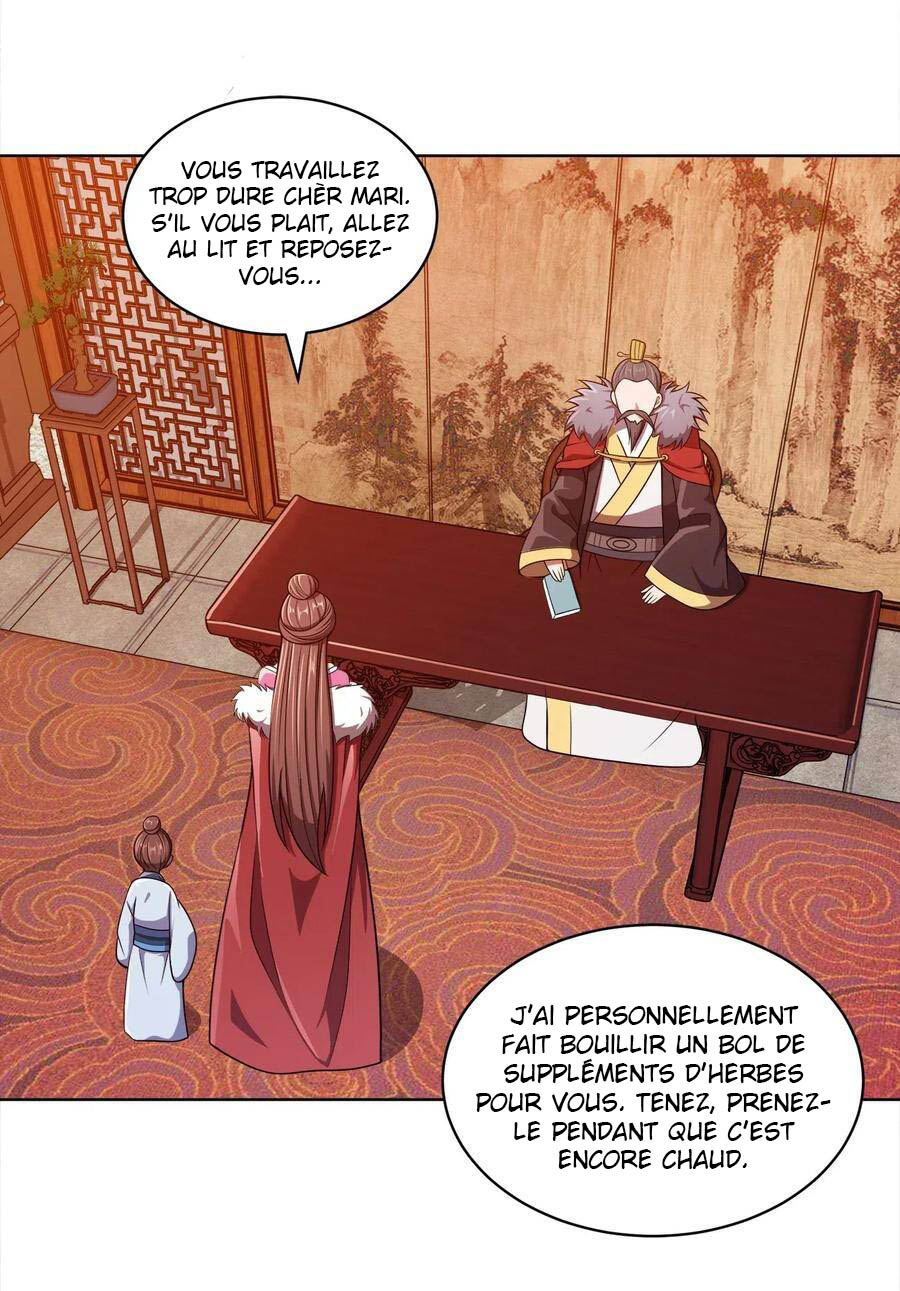 VOUS TRAVAILLEZ
TROP DURE CHÈR MARI.
S'IL VOUS PLAIT, ALLEZ
AU LIT ET REPOSEZ-
VOUS...
J'AI PERSONNELLEMENT
FAIT BOUILLIR UN BOL DE
SUPPLÉMENTS D'HERBES
POUR VOUS. TENEZ, PRENEZ-
LE PENDANT QUE C'EST
ENCORE CHAUD.